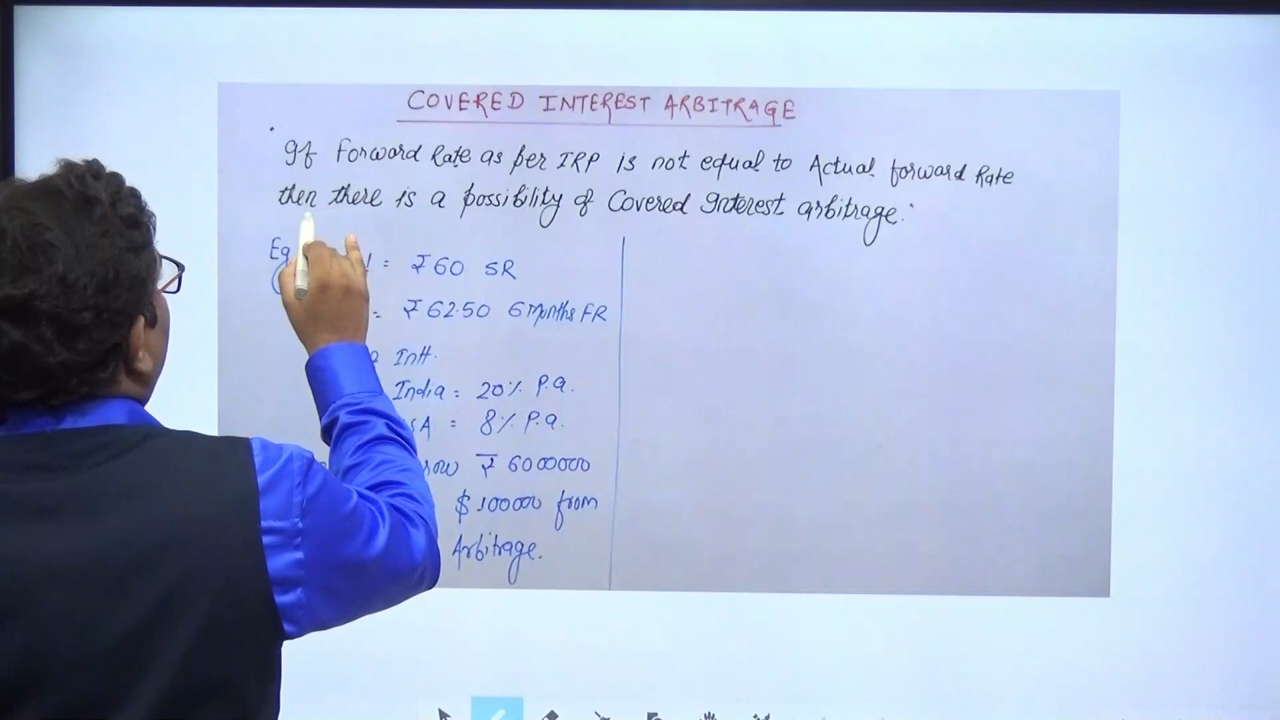 COVERED INTEREST ARBITRAGE
If Forward Rate as per IRP is not equal to Actual forward Rate
then there is a possibility of Covered Interest arbitrage.
Eg = ₹60 SR
= ₹62.50 6 Months FR
Intt.
India = 20% P.a.
= 8% P.a.
₹ 6000000
$100000 from
Arbitrage.